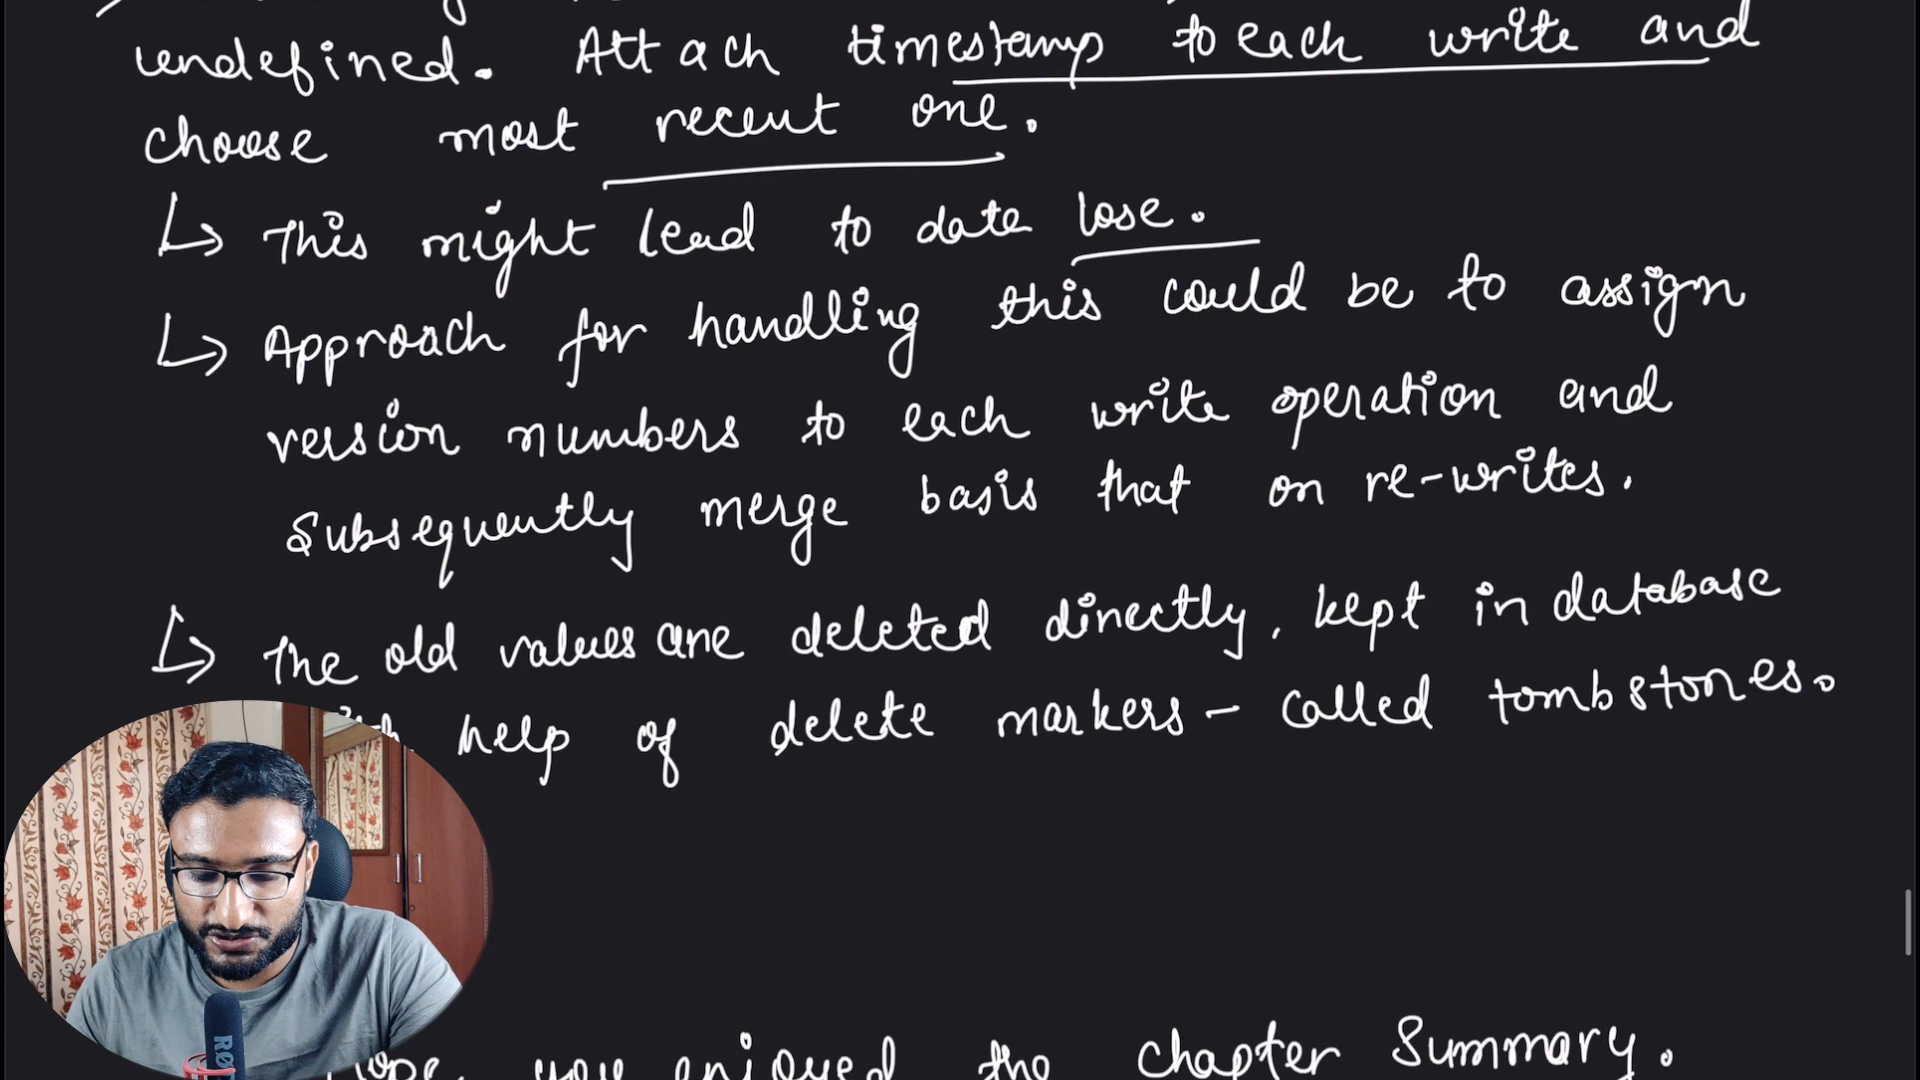 undefined. Attach timestamp to each write and
choose most recent one.
↳ This might lead to date lose.
↳ Approach for handling this could be to assign
version numbers to each write operation and
Subsequently merge basis that on re-writes.
↳ The old values are deleted directly, kept in database
help of delete markers - called tombstones.
you enjoyed the chapter Summary.
RØ